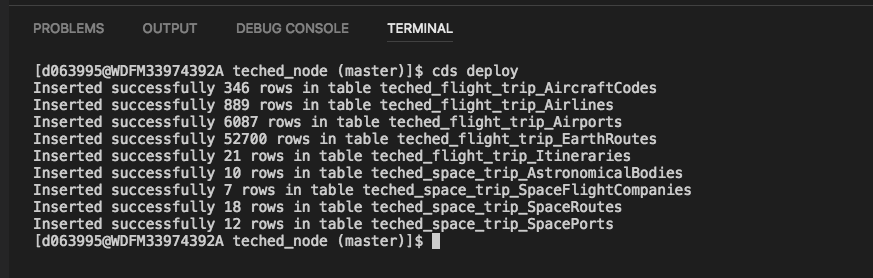 PROBLEMS OUTPUT DEBUG CONSOLE TERMINAL
[d063995@WDFM33974392A teched_node (master)]$ cds deploy
Inserted successfully 346 rows in table teched_flight_trip_AircraftCodes
Inserted successfully 889 rows in table teched_flight_trip_Airlines
Inserted successfully 6087 rows in table teched_flight_trip_Airports
Inserted successfully 52700 rows in table teched_flight_trip_EarthRoutes
Inserted successfully 21 rows in table teched_flight_trip_Itineraries
Inserted successfully 10 rows in table teched_space_trip_AstronomicalBodies
Inserted successfully 7 rows in table teched_space_trip_SpaceFlightCompanies
Inserted successfully 18 rows in table teched_space_trip_SpaceRoutes
Inserted successfully 12 rows in table teched_space_trip_SpacePorts
[d063995@WDFM33974392A teched_node (master)]$